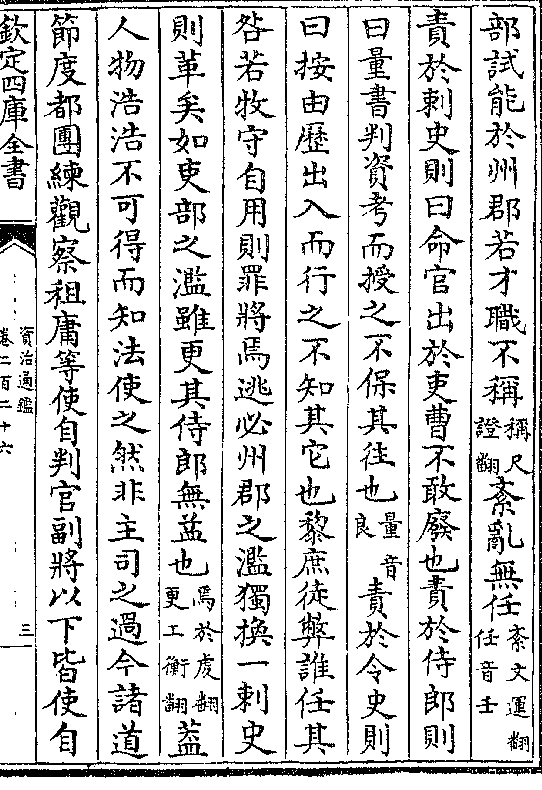 部試能於州郡若才職不稱稱尺證翻紊亂無任紊文運翻任音壬
責於刺史則曰命官出於吏曹不敢廢也責於侍郎則
曰量書判資考而授之不保其往也量音良責於令史則
曰按由歷出入而行之不知其它也黎庶徒弊誰任其
咎若牧守自用則罪將焉逃必州郡之濫獨換一刺史
則革矣如吏部之濫雖更其侍郎無益也焉於虔翻更工衡翻葢
人物浩浩不可得而知法使之然非主司之過今諸道
節度都團練觀察租庸等使自判官副將以下皆使自
欽定四庫全書
資治通鑑
卷二百二十六
三